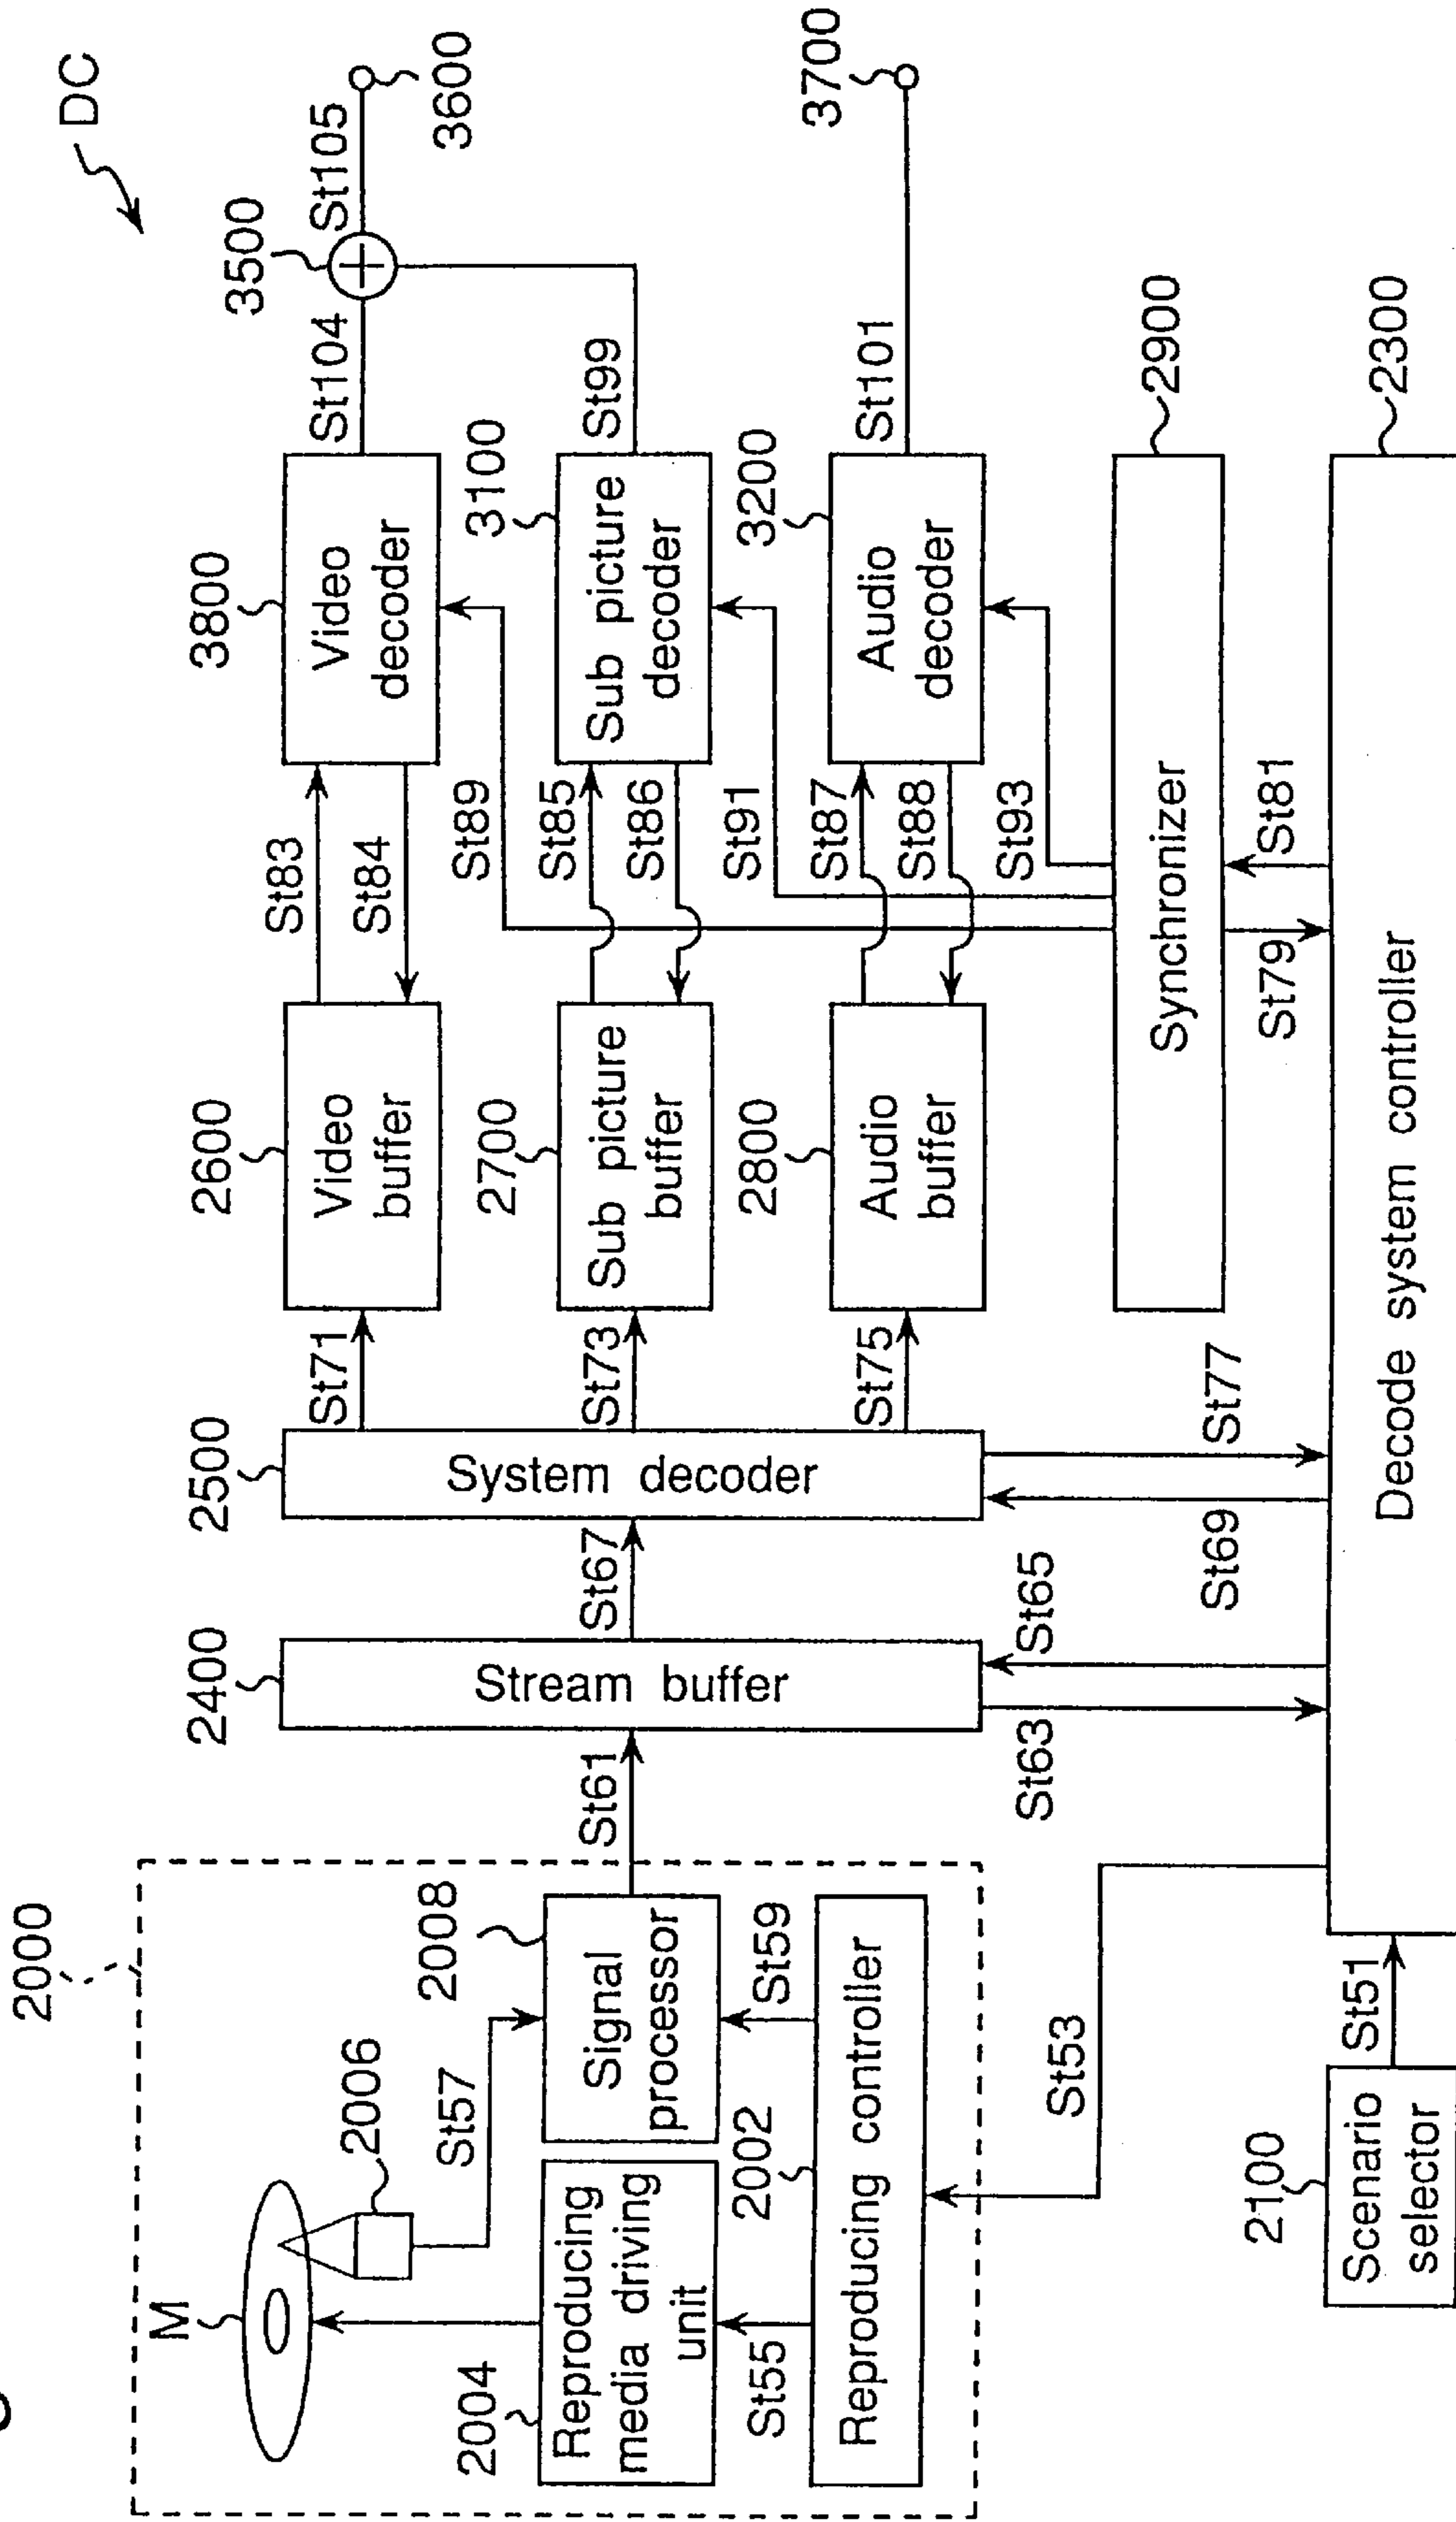 DC
2000
M
2006
St57
2004
Reproducing
media driving
unit
2008
Signal
processor
St55
St59
2002
Reproducing controller
St53
2100
Scenario
selector
St51
St61
2400
Stream buffer
St63
St65
St67
2500
System decoder
St69
St77
St71
St73
St75
2600
Video
buffer
2700
Sub picture
buffer
2800
Audio
buffer
St83
St84
St89
St85
St86
St91
St87
St88
St93
3800
Video
decoder
3100
Sub picture
decoder
3200
Audio
decoder
St104
3500
St105
3600
St99
St101
3700
Synchronizer
2900
St79
St81
Decode system controller
2300